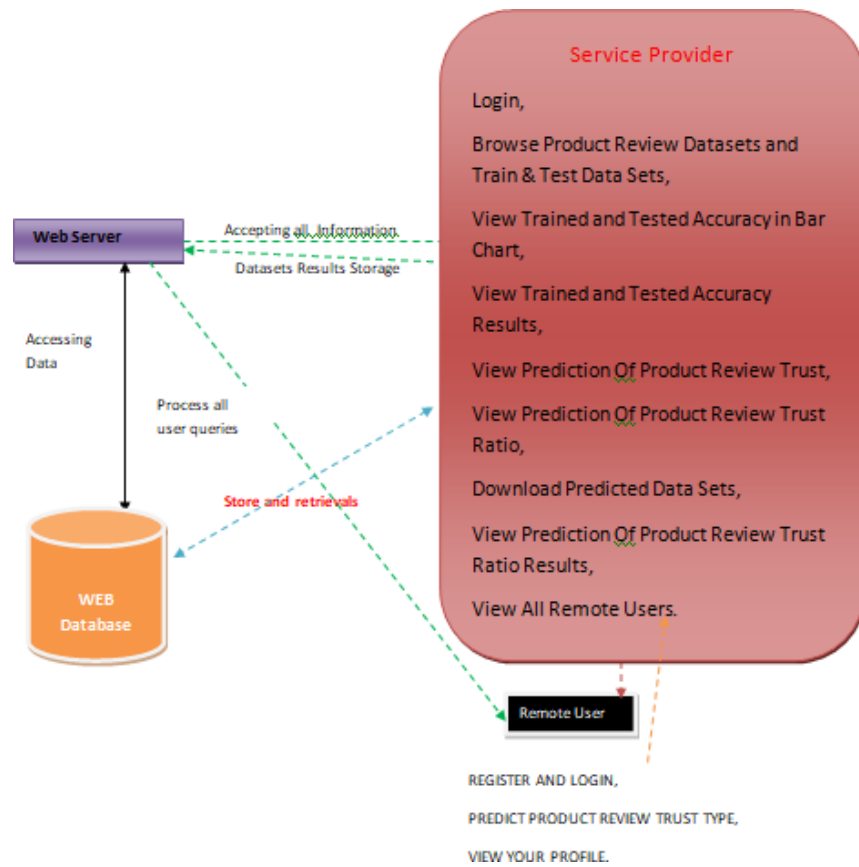 Service Provider
Login,
Browse Product Review Datasets and
Train & Test Data Sets,
View Trained and Tested Accuracy in Bar
Chart,
View Trained and Tested Accuracy
Results,
View Prediction Of Product Review Trust,
View Prediction Of Product Review Trust
Ratio,
Download Predicted Data Sets,
View Prediction Of Product Review Trust
Ratio Results,
View All Remote Users.
Web Server
Accepting all Information
Datasets Results Storage
Accessing
Data
Process all
user queries
Store and retrievals
WEB
Database
Remote User
REGISTER AND LOGIN,
PREDICT PRODUCT REVIEW TRUST TYPE,
VIEW YOUR PROFILE.